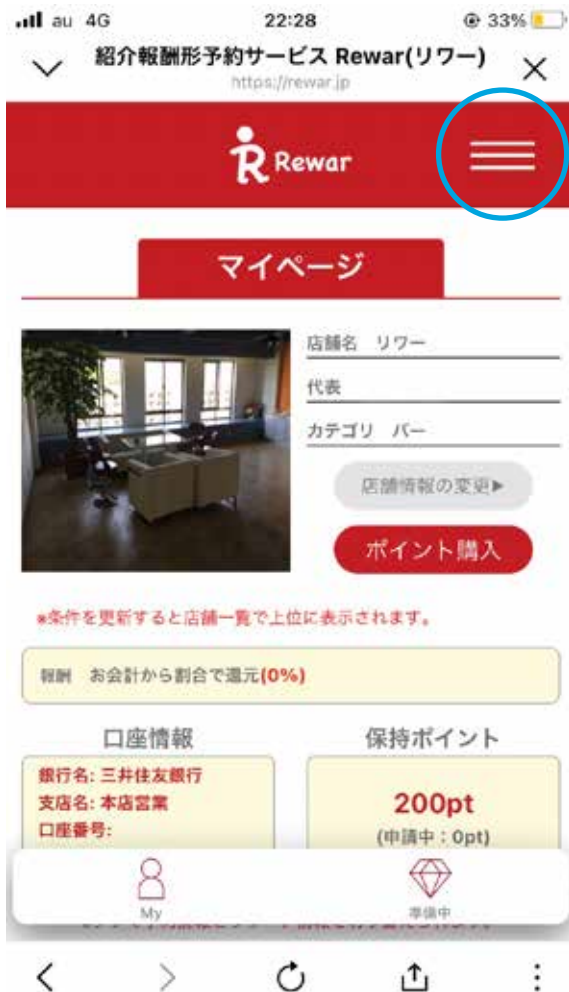 au 4G 22:28 33%
紹介報酬形予約サービス Rewar(リワー)
https://rewar.jp
Rewar
マイページ
店舗名 リワー
代表
カテゴリ バー
店舗情報の変更▶
ポイント購入
※条件を更新すると店舗一覧で上位に表示されます。
報酬 お会計から割合で還元(0%)
口座情報
銀行名: 三井住友銀行
支店名: 本店営業
口座番号:
保持ポイント
200pt
(申請中：0pt)
My
準備中